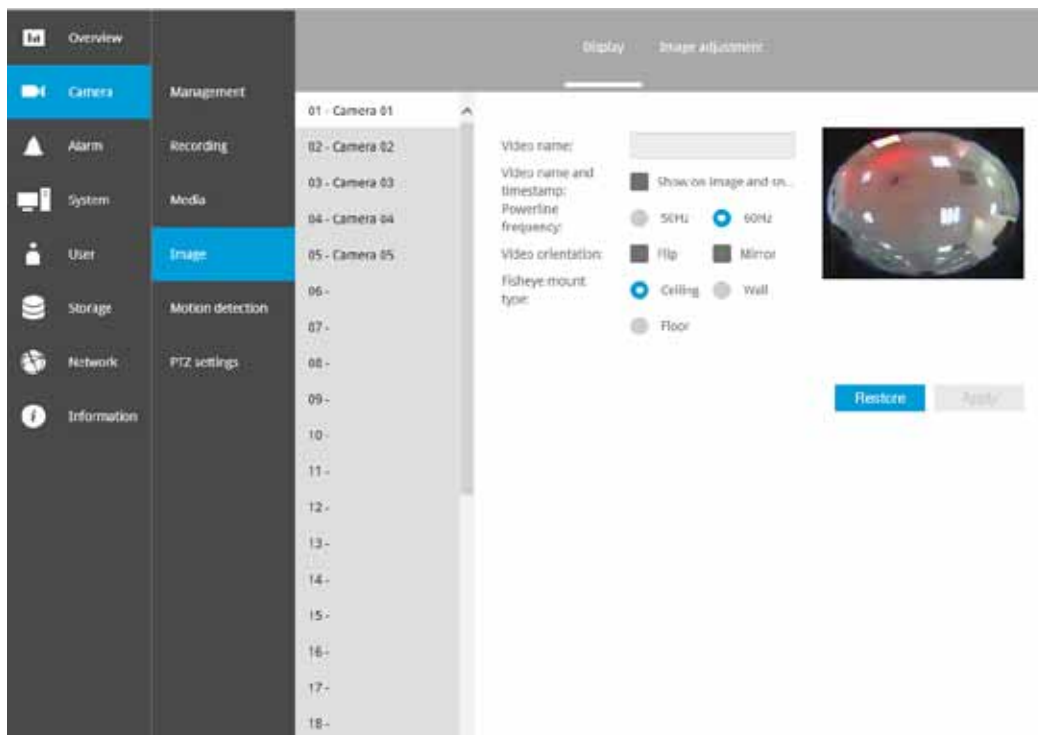 Overview
Camera
Alarm
System
User
Storage
Network
Information
Management
Recording
Media
Image
Motion detection
PTZ settings
Display
Image adjustment
01 - Camera 01
02 - Camera 02
03 - Camera 03
04 - Camera 04
05 - Camera 05
06 -
07 -
08 -
09 -
10 -
11 -
12 -
13 -
14 -
15 -
16 -
17 -
18 -
Video name:
Video name and
timestamp:
Show on image and sn...
Powerline
frequency:
50Hz
60Hz
Video orientation:
Flip
Mirror
Fisheye mount
type:
Ceiling
Wall
Floor
Restore
Apply